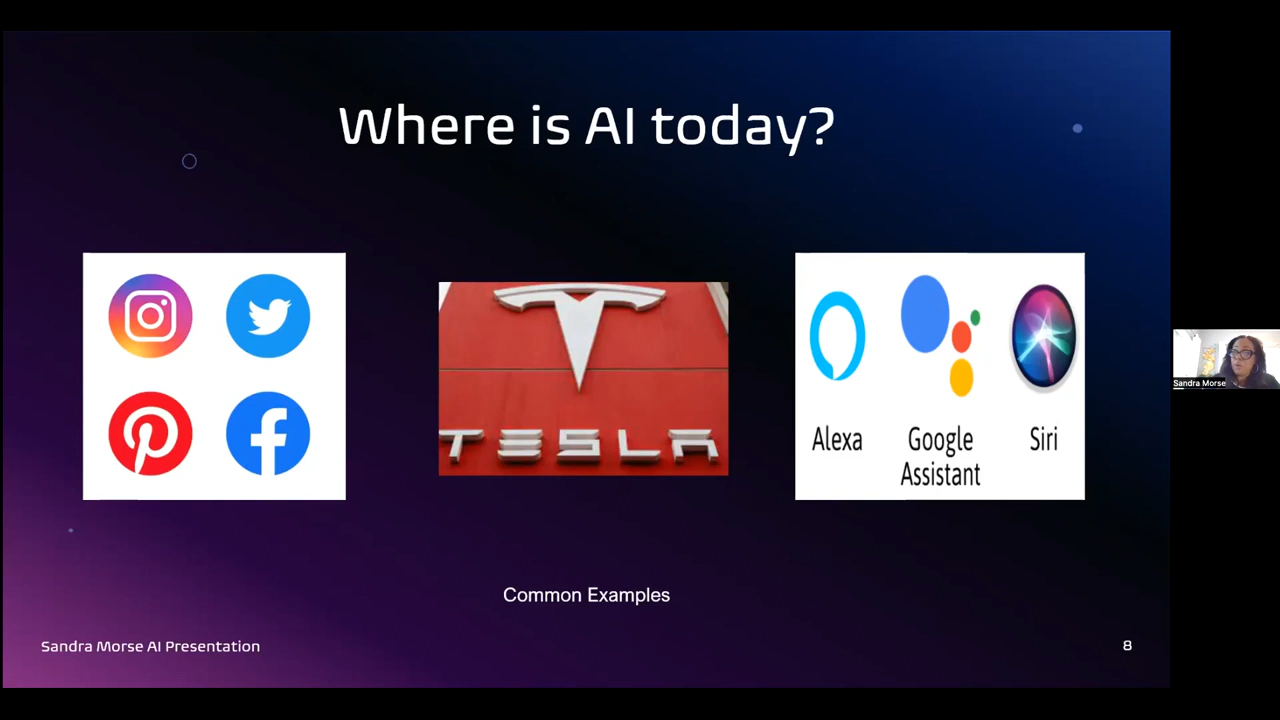 Where is AI today?
TESLA
Alexa
Google
Assistant
Siri
Sandra Morse
Common Examples
Sandra Morse AI Presentation
8